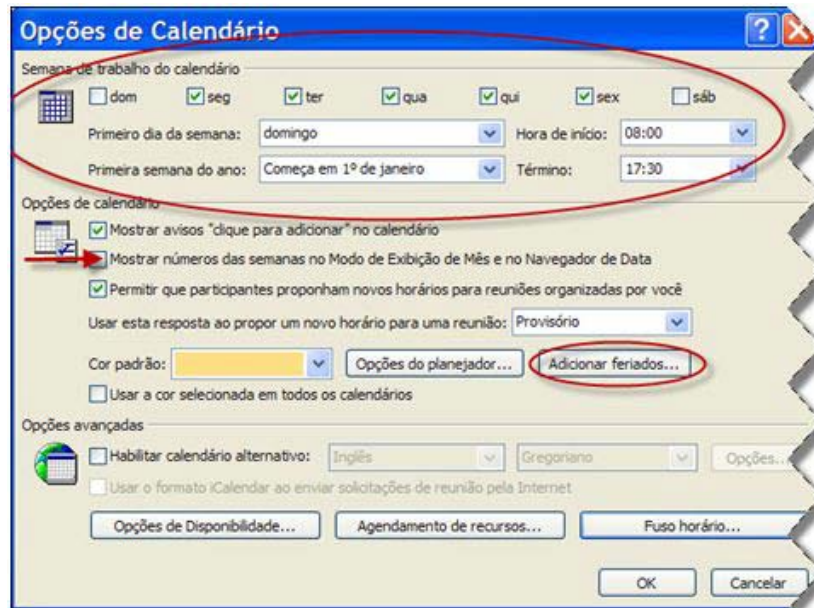 Opções de Calendário
Semana de trabalho do calendário
dom seg ter qua qui sex sáb
Primeiro dia da semana: domingo Hora de início: 08:00
Primeira semana do ano: Começa em 1º de janeiro Término: 17:30
Opções de calendário
Mostrar avisos "clique para adicionar" no calendário
Mostrar números das semanas no Modo de Exibição de Mês e no Navegador de Data
Permitir que participantes proponham novos horários para reuniões organizadas por você
Usar esta resposta ao propor um novo horário para uma reunião: Provisório
Cor padrão: Opções do planejador... Adicionar feriados...
Usar a cor selecionada em todos os calendários
Opções avançadas
Habilitar calendário alternativo: Inglês Gregoriano Opções...
Usar o formato iCalendar ao enviar solicitações de reunião pela Internet
Opções de Disponibilidade... Agendamento de recursos... Fuso horário...
OK Cancelar